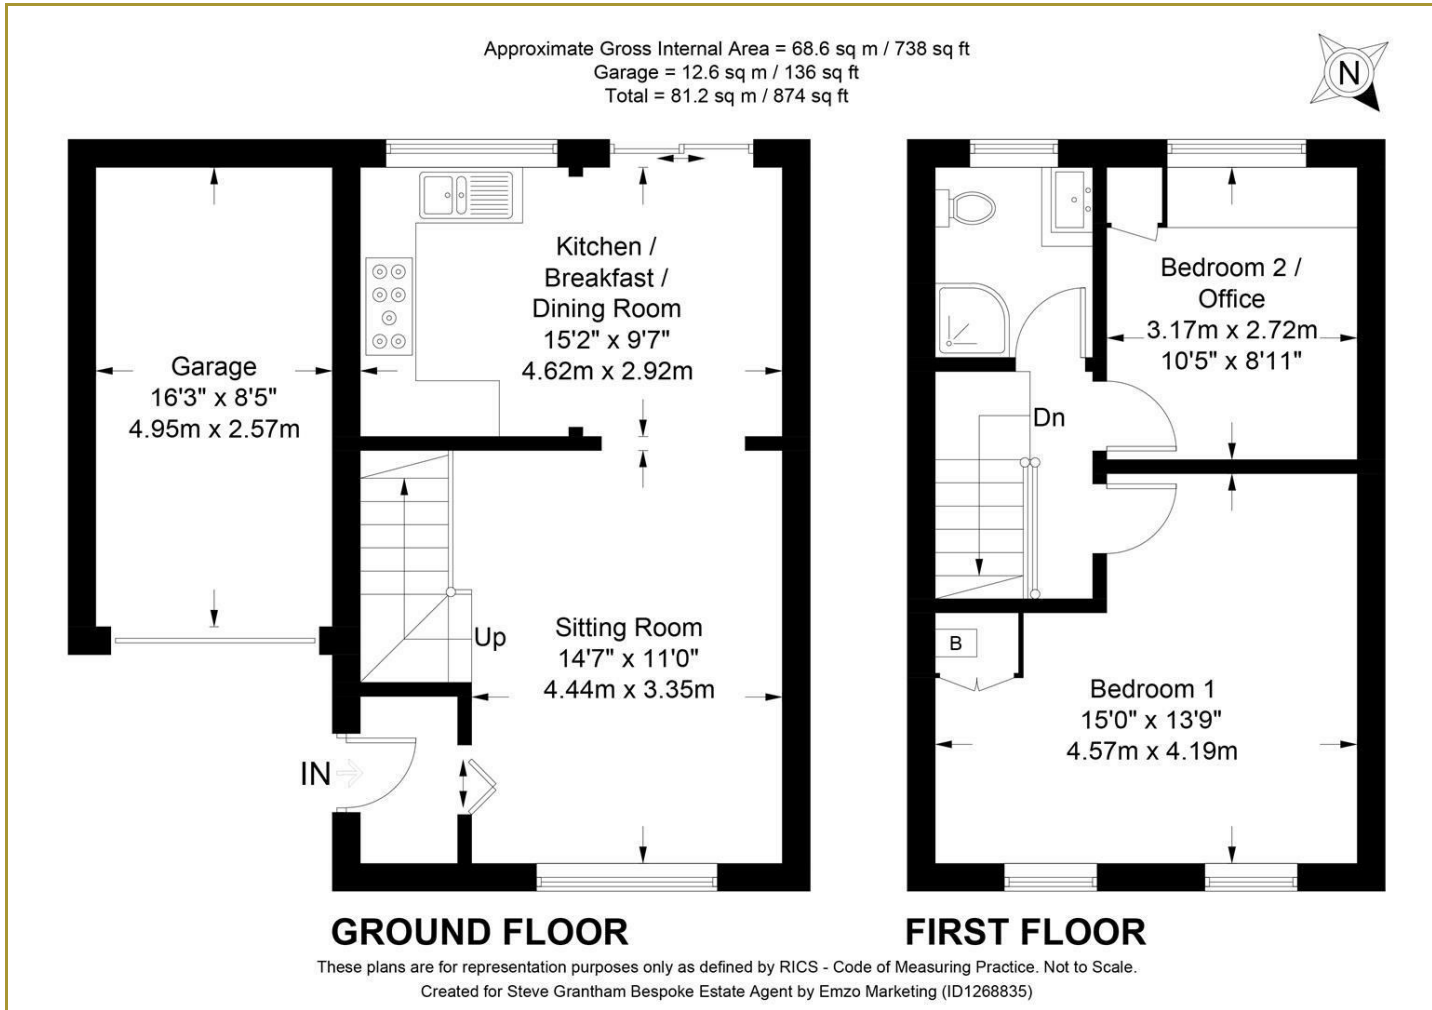 Approximate Gross Internal Area = 68.6 sq m / 738 sq ft
Garage = 12.6 sq m / 136 sq ft
Total = 81.2 sq m / 874 sq ft
N
Kitchen /
Breakfast /
Dining Room
15'2" x 9'7"
4.62m x 2.92m
Garage
16'3" x 8'5"
4.95m x 2.57m
Up
Sitting Room
14'7" x 11'0"
4.44m x 3.35m
IN
Bedroom 2 /
Office
3.17m x 2.72m
10'5" x 8'11"
Dn
B
Bedroom 1
15'0" x 13'9"
4.57m x 4.19m
GROUND FLOOR
FIRST FLOOR
These plans are for representation purposes only as defined by RICS - Code of Measuring Practice. Not to Scale.
Created for Steve Grantham Bespoke Estate Agent by Emzo Marketing (ID1268835)